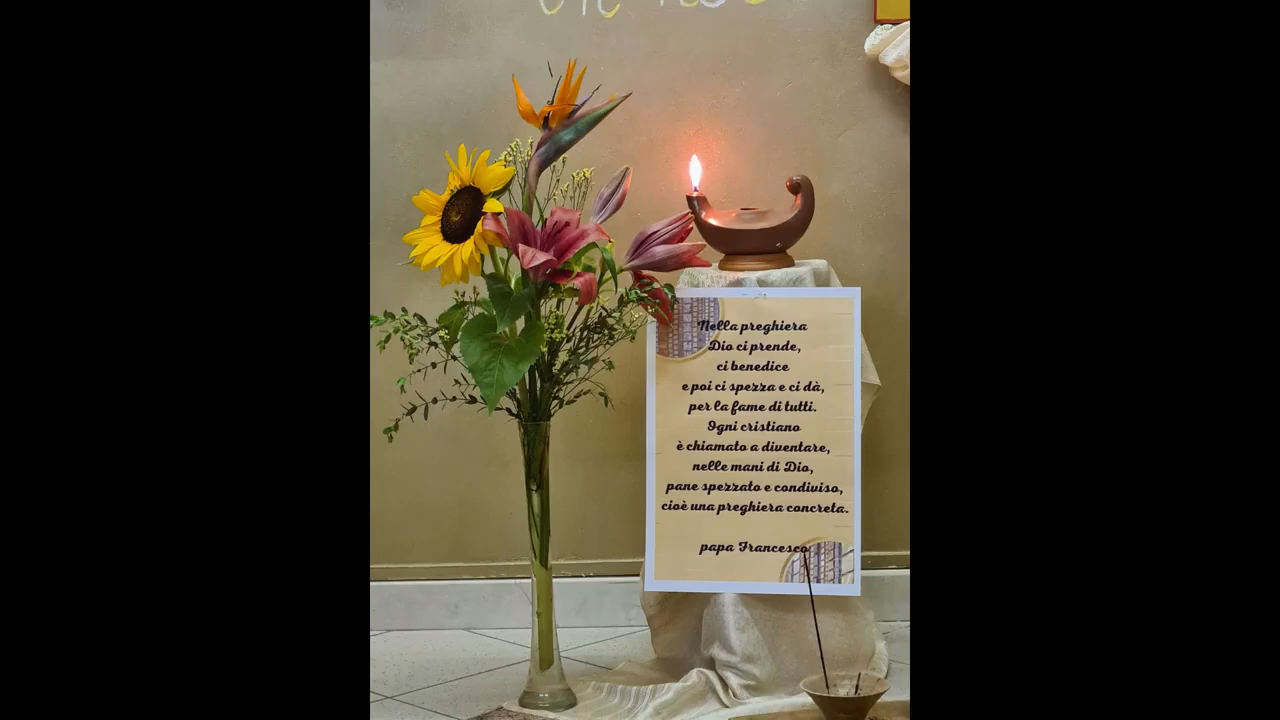 Nella preghiera
Dio ci prende,
ci benedice
e poi ci spezza e ci dà,
per la fame di tutti.
Ogni cristiano
è chiamato a diventare,
nelle mani di Dio,
pane spezzato e condiviso,
cioè una preghiera concreta.
papa Francesco